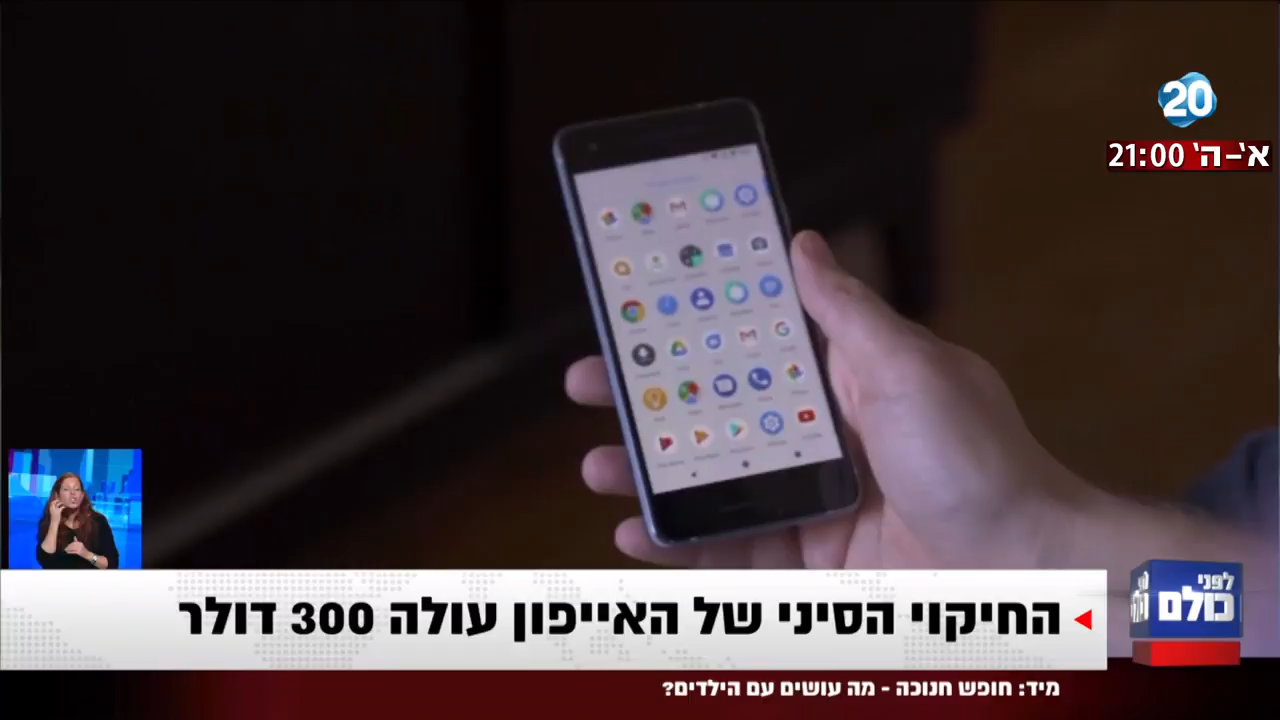 20
א'-ה' 21:00
לפני
כולם
החיקוי הסיני של האייפון עולה 300 דולר
מיד: חופש חנוכה - מה עושים עם הילדים?